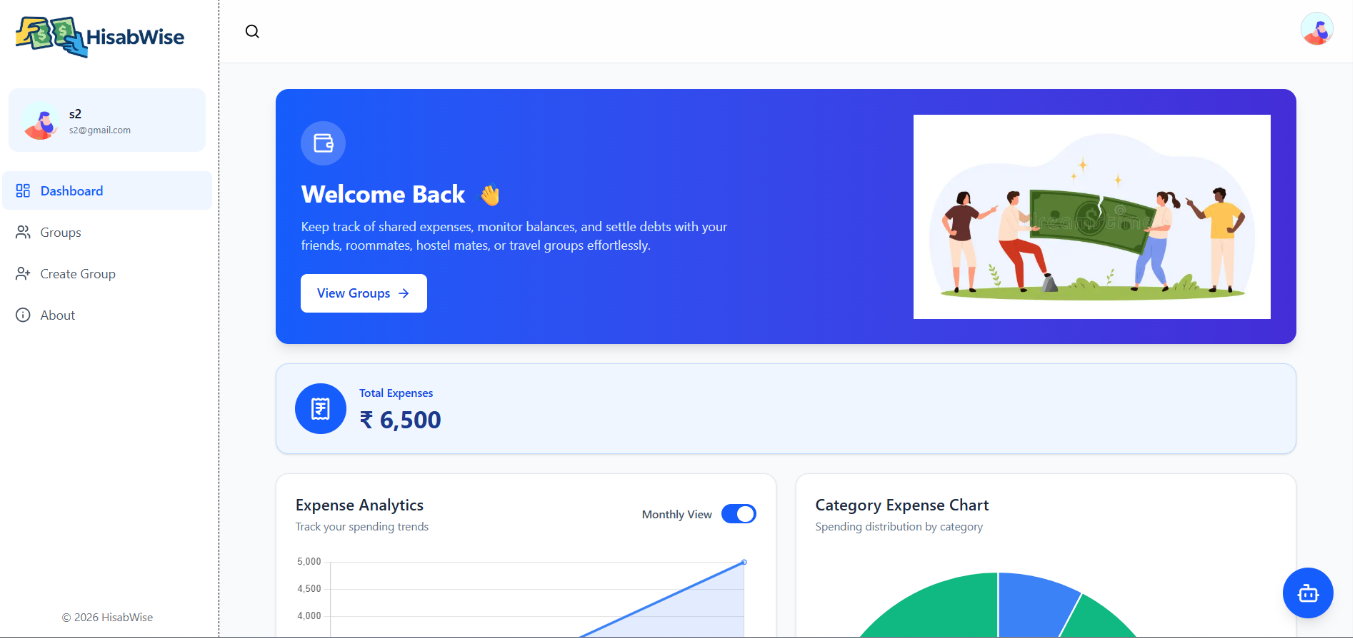 HisabWise
s2
s2@gmail.com
Dashboard
Groups
Create Group
About
© 2026 HisabWise
Welcome Back 👋
Keep track of shared expenses, monitor balances, and settle debts with your
friends, roommates, hostel mates, or travel groups effortlessly.
View Groups →
Total Expenses
₹ 6,500
Expense Analytics
Track your spending trends
Monthly View
5,000
4,500
4,000
Category Expense Chart
Spending distribution by category